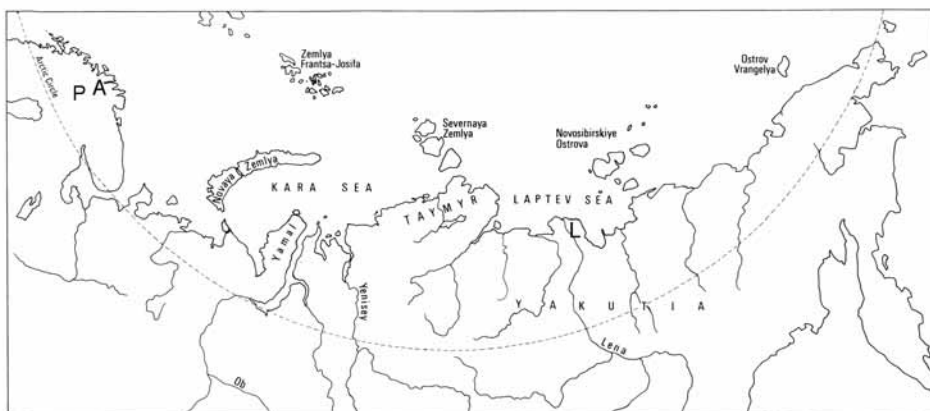 Zemlya
Frantsa-Josifa
Ostrov
Vrangelya
Arctic Circle
P A
Severnaya
Zemlya
Novosibirskiye
Ostrova
Novaya Zemlya
KARA SEA
TAYMYR
LAPTEV SEA
Yamal
L
Yenisey
YAKUTIA
Lena
Ob